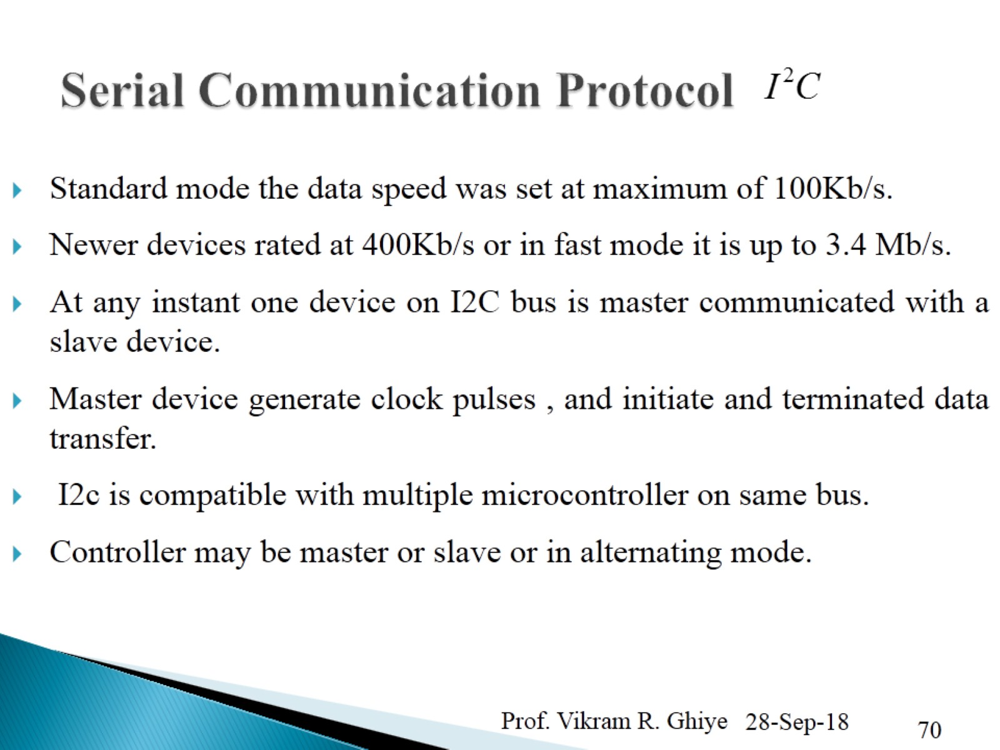 Serial Communication Protocol I²C
Standard mode the data speed was set at maximum of 100Kb/s.
Newer devices rated at 400Kb/s or in fast mode it is up to 3.4 Mb/s.
At any instant one device on I2C bus is master communicated with a
slave device.
Master device generate clock pulses , and initiate and terminated data
transfer.
I2c is compatible with multiple microcontroller on same bus.
Controller may be master or slave or in alternating mode.
Prof. Vikram R. Ghiye 28-Sep-18 70